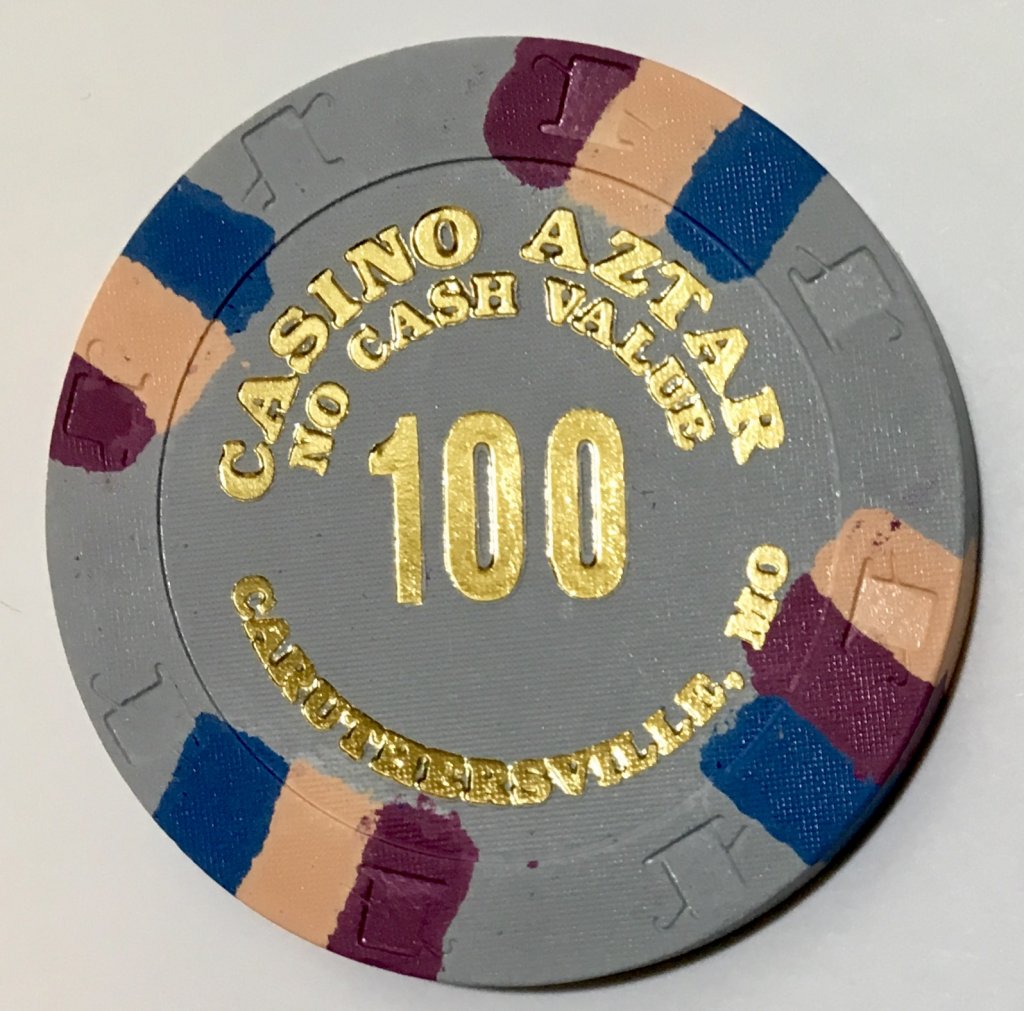 CASINO AZTAR
NO CASH VALUE
100
CARUTHERSVILLE, MO